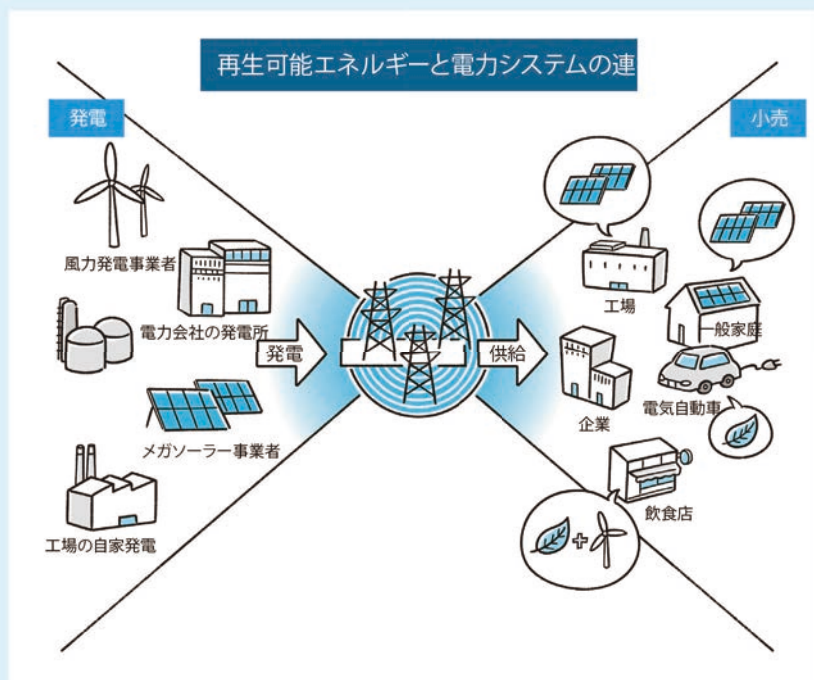 再生可能エネルギーと電力システムの連
発電
小売
風力発電事業者
電力会社の発電所
メガソーラー事業者
工場の自家発電
発電
供給
工場
一般家庭
企業
電気自動車
飲食店